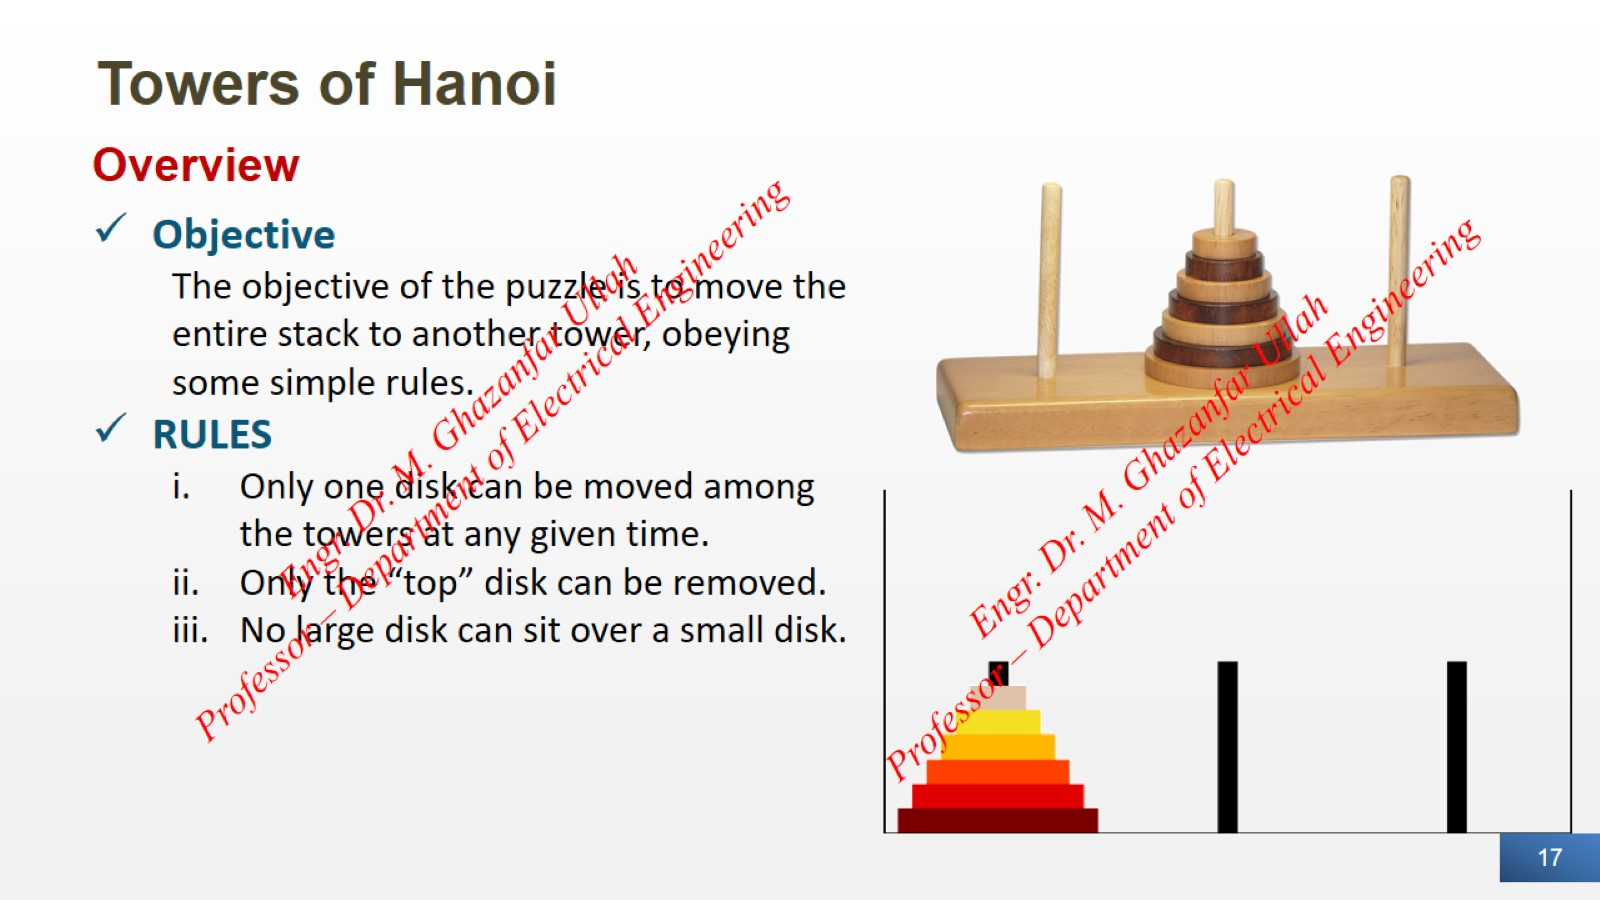 Towers of Hanoi
Overview
✓ Objective
The objective of the puzzle is to move the
entire stack to another tower, obeying
some simple rules.
✓ RULES
i. Only one disk can be moved among
the towers at any given time.
ii. Only the “top” disk can be removed.
iii. No large disk can sit over a small disk.
Engr. Dr. M. Ghazanfar Ullah
Professor – Department of Electrical Engineering
Engr. Dr. M. Ghazanfar Ullah
Professor – Department of Electrical Engineering
17